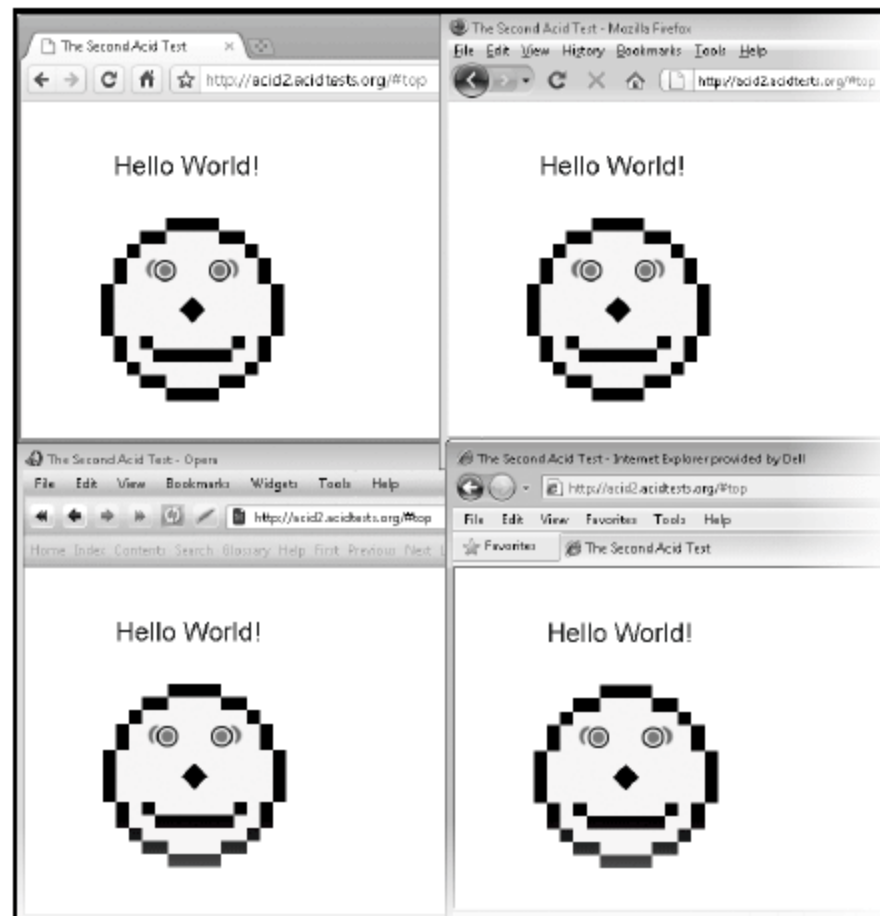 The Second Acid Test
http://acid2.acidtests.org/#top
Hello World!
The Second Acid Test - Mozilla Firefox
File Edit View History Bookmarks Tools Help
http://acid2.acidtests.org/#top
Hello World!
The Second Acid Test - Opera
File Edit View Bookmarks Widgets Tools Help
http://acid2.acidtests.org/#top
Home Index Contents Search Glossary Help First Previous Next
Hello World!
The Second Acid Test - Internet Explorer provided by Dell
http://acid2.acidtests.org/#top
File Edit View Favorites Tools Help
Favorites The Second Acid Test
Hello World!